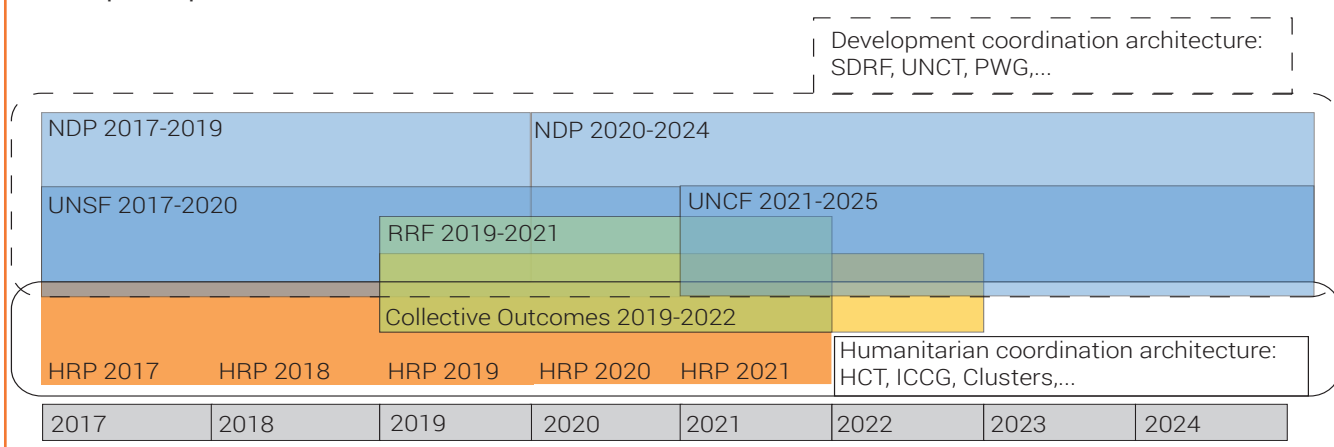 Development coordination architecture:
SDRF, UNCT, PWG,...
NDP 2017-2019
NDP 2020-2024
UNSF 2017-2020
UNCF 2021-2025
RRF 2019-2021
Collective Outcomes 2019-2022
HRP 2017
HRP 2018
HRP 2019
HRP 2020
HRP 2021
Humanitarian coordination architecture:
HCT, ICCG, Clusters,...
2017
2018
2019
2020
2021
2022
2023
2024